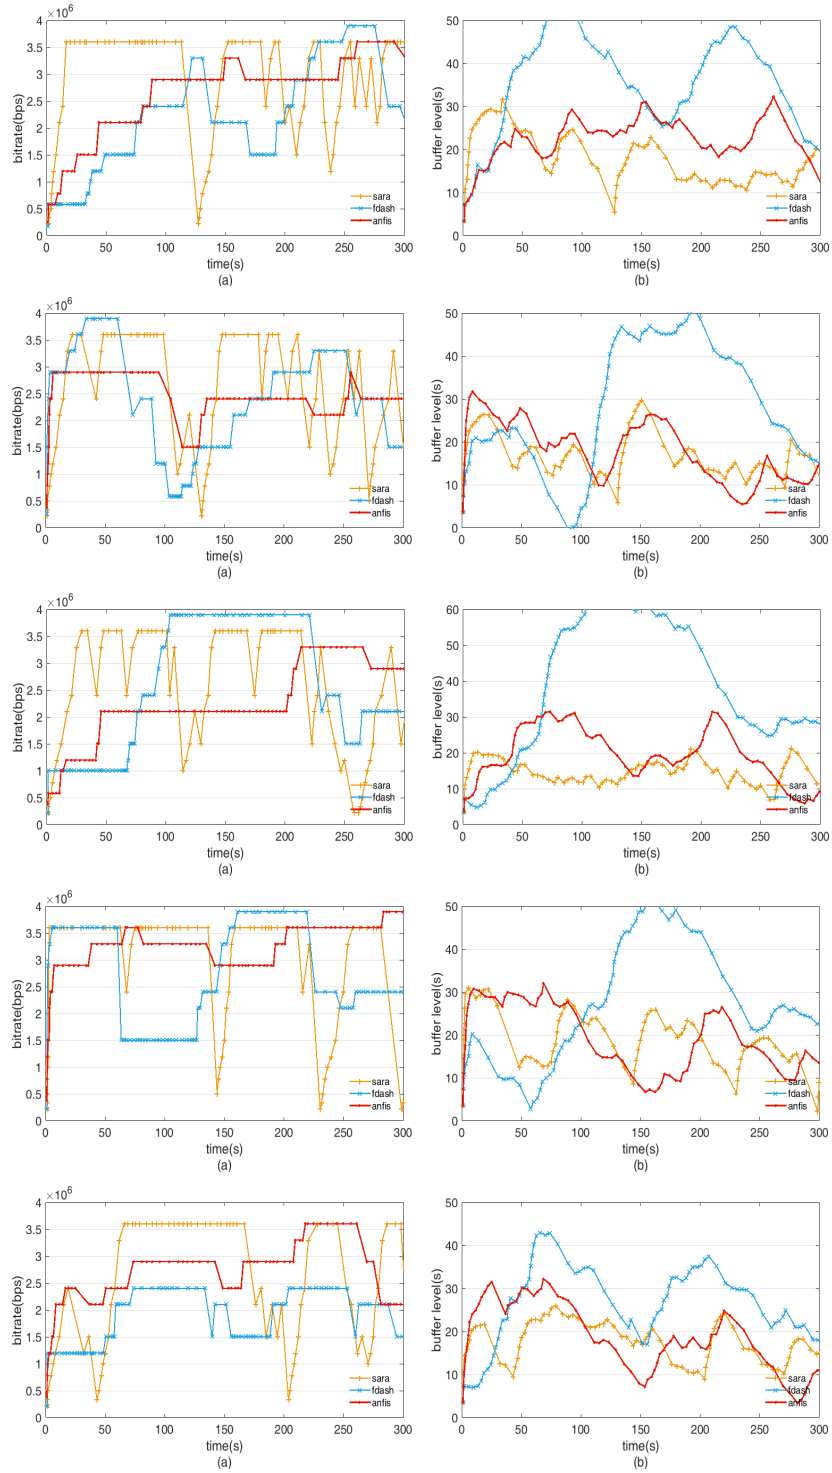 ×10⁶
4
3.5
3
2.5
2
1.5
1
0.5
0
bitrate(bps)
0 50 100 150 200 250 300
time(s)
(a)
sara
fdash
anfis
50
40
30
20
10
0
buffer level(s)
0 50 100 150 200 250 300
time(s)
(b)
sara
fdash
anfis
×10⁶
4
3.5
3
2.5
2
1.5
1
0.5
0
bitrate(bps)
0 50 100 150 200 250 300
time(s)
(a)
sara
fdash
anfis
50
40
30
20
10
0
buffer level(s)
0 50 100 150 200 250 300
time(s)
(b)
sara
fdash
anfis
×10⁶
4
3.5
3
2.5
2
1.5
1
0.5
0
bitrate(bps)
0 50 100 150 200 250 300
time(s)
(a)
sara
fdash
anfis
60
50
40
30
20
10
0
buffer level(s)
0 50 100 150 200 250 300
time(s)
(b)
sara
fdash
anfis
×10⁶
4
3.5
3
2.5
2
1.5
1
0.5
0
bitrate(bps)
0 50 100 150 200 250 300
time(s)
(a)
sara
fdash
anfis
50
40
30
20
10
0
buffer level(s)
0 50 100 150 200 250 300
time(s)
(b)
sara
fdash
anfis
×10⁶
4
3.5
3
2.5
2
1.5
1
0.5
0
bitrate(bps)
0 50 100 150 200 250 300
time(s)
(a)
sara
fdash
anfis
50
40
30
20
10
0
buffer level(s)
0 50 100 150 200 250 300
time(s)
(b)
sara
fdash
anfis